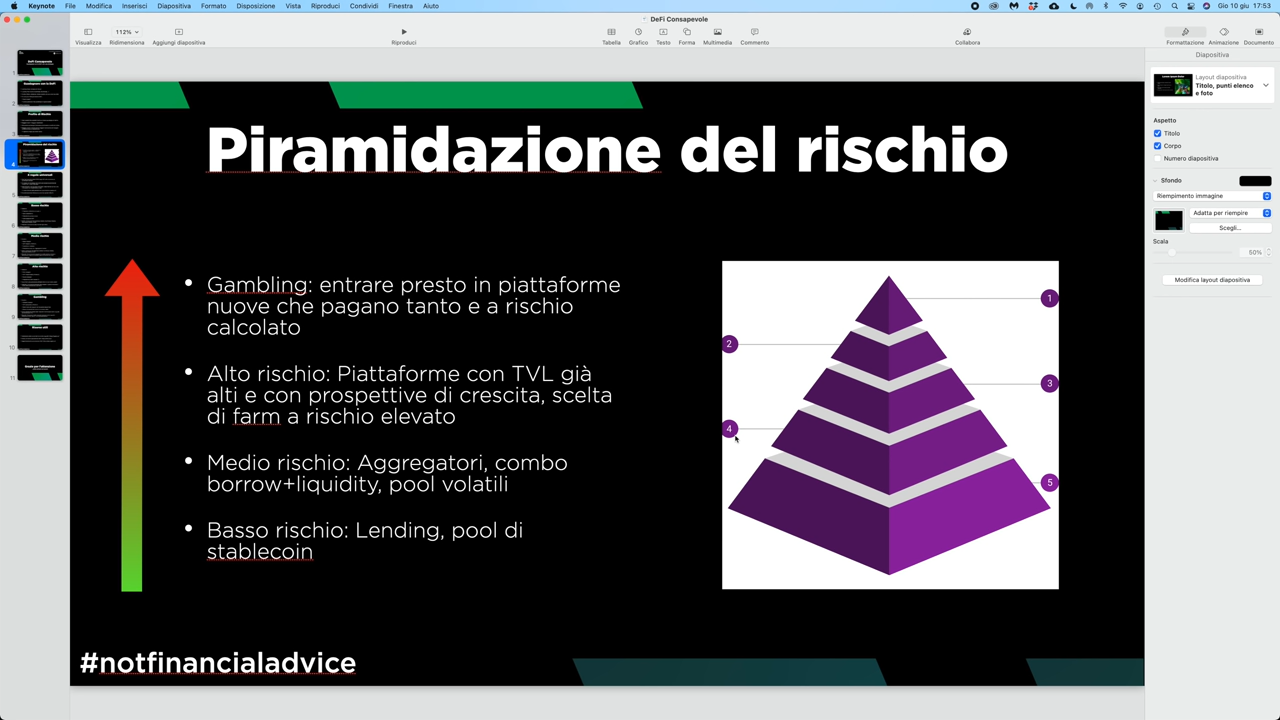 Keynote File Modifica Inserisci Diapositiva Formato Disposizione Vista Riproduci Condividi Finestra Aiuto Gio 10 giu 17:53
DeFi Consapevole
112%
Visualizza Ridimensiona Aggiungi diapositiva Riproduci Tabella Grafico Testo Forma Multimedia Commento Collabora Formattazione Animazione Documento
Piramidazione del rischio
Gambling: entrare presto in piattaforme
nuove che pagano tanto a rischio
calcolato
Alto rischio: Piattaforme con TVL già
alti e con prospettive di crescita, scelta
di farm a rischio elevato
Medio rischio: Aggregatori, combo
borrow+liquidity, pool volatili
Basso rischio: Lending, pool di
stablecoin
1
2
3
4
5
#notfinancialadvice
Diapositiva
Layout diapositiva
Titolo, punti elenco
e foto
Aspetto
Titolo
Corpo
Numero diapositiva
Sfondo
Riempimento immagine
Adatta per riempire
Scegli...
Scala
50%
Modifica layout diapositiva